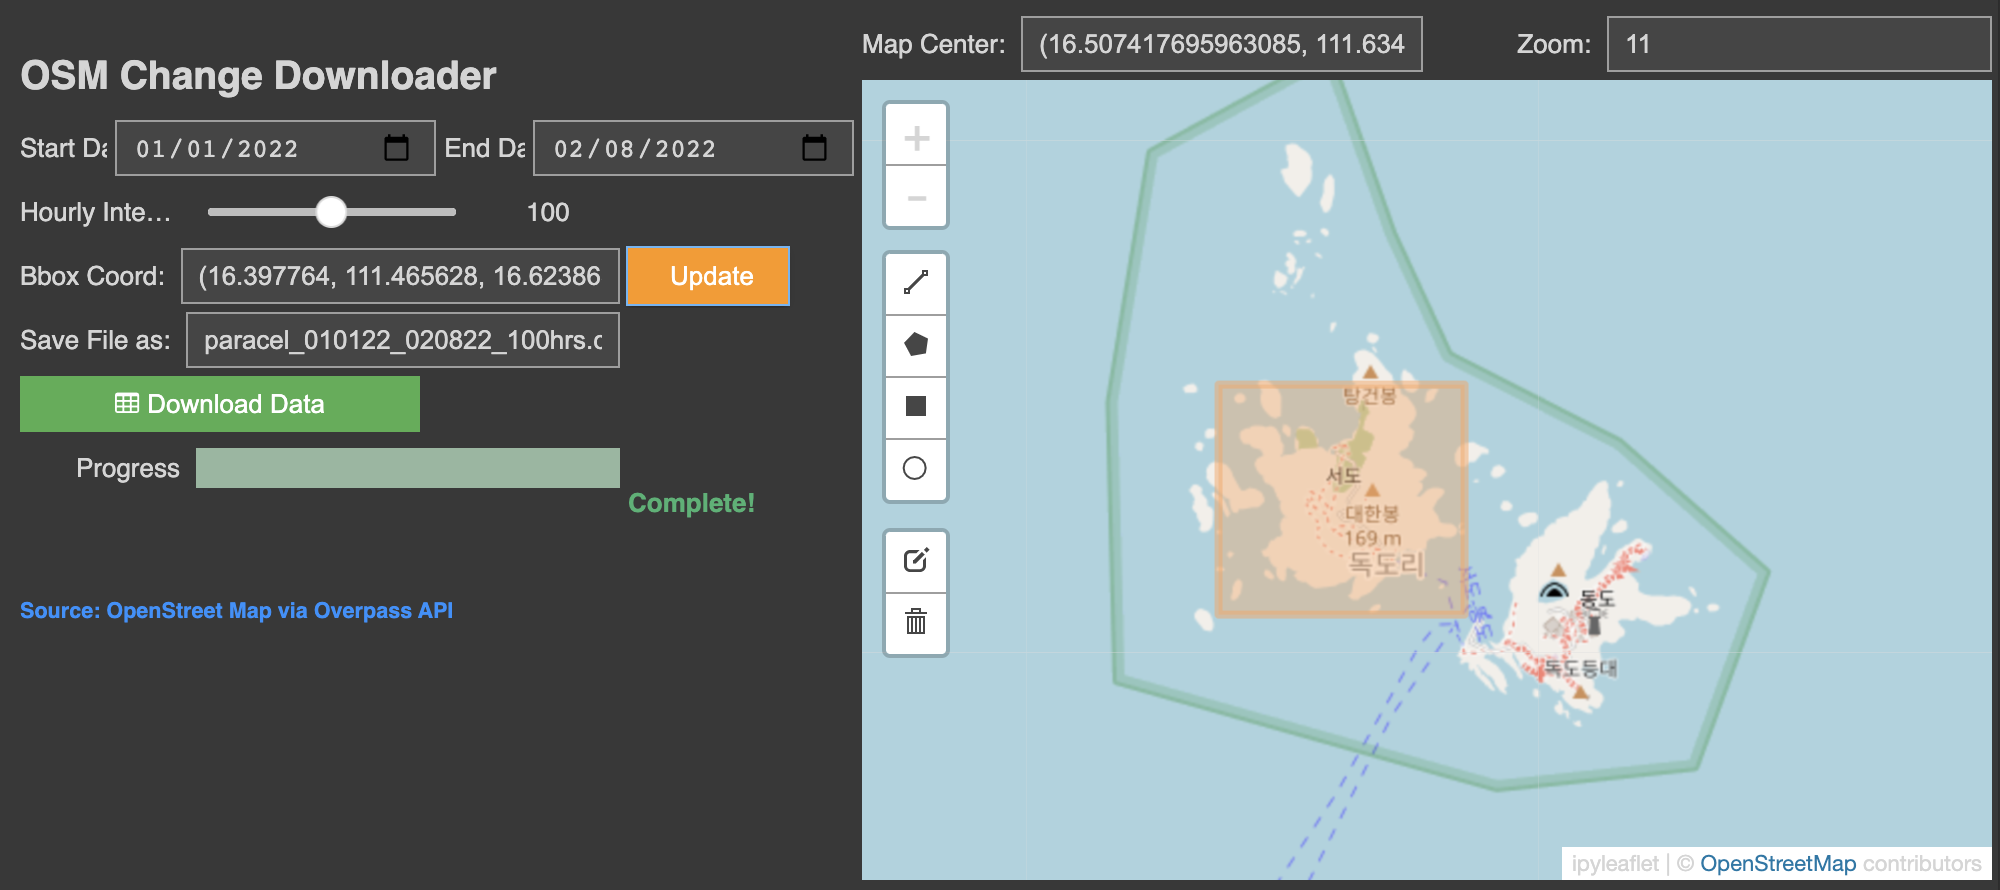 OSM Change Downloader
Start Da
01/01/2022
End Da
02/08/2022
Hourly Inte…
100
Bbox Coord:
(16.397764, 111.465628, 16.62386
Update
Save File as:
paracel_010122_020822_100hrs.c
Download Data
Progress
Complete!
Source: OpenStreet Map via Overpass API
Map Center:
(16.507417695963085, 111.634
Zoom:
11
+
−
탕건봉
서도
대한봉
169 m
독도리
동도
독도등대
ipyleaflet | © OpenStreetMap contributors